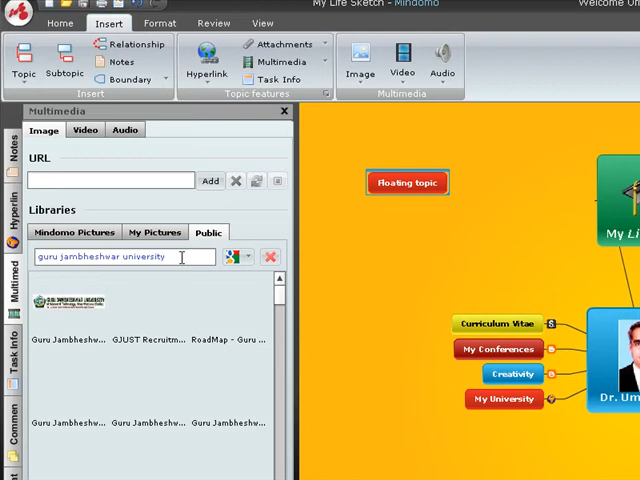 My Life Sketch - Mindomo
Welcome
Home
Insert
Format
Review
View
Topic
Subtopic
Relationship
Notes
Boundary
Insert
Hyperlink
Attachments
Multimedia
Task Info
Topic features
Image
Video
Audio
Multimedia
Multimedia
Image
Video
Audio
URL
Add
Libraries
Mindomo Pictures
My Pictures
Public
guru jambheshwar university
GURU JAMBHESHWAR UNIVERSITY
Guru Jambheshw...
GJUST Recruitm...
RoadMap - Guru ...
Guru Jambheshw...
Guru Jambheshw...
Guru Jambheshw...
Notes
Hyperlin
Multimed
Task Info
Commen
Floating topic
My Li
Curriculum Vitae
My Conferences
Creativity
My University
Dr. Um